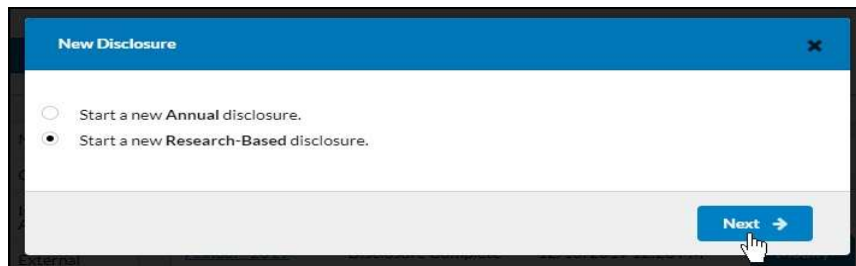 New Disclosure
Start a new Annual disclosure.
Start a new Research-Based disclosure.
Next
External